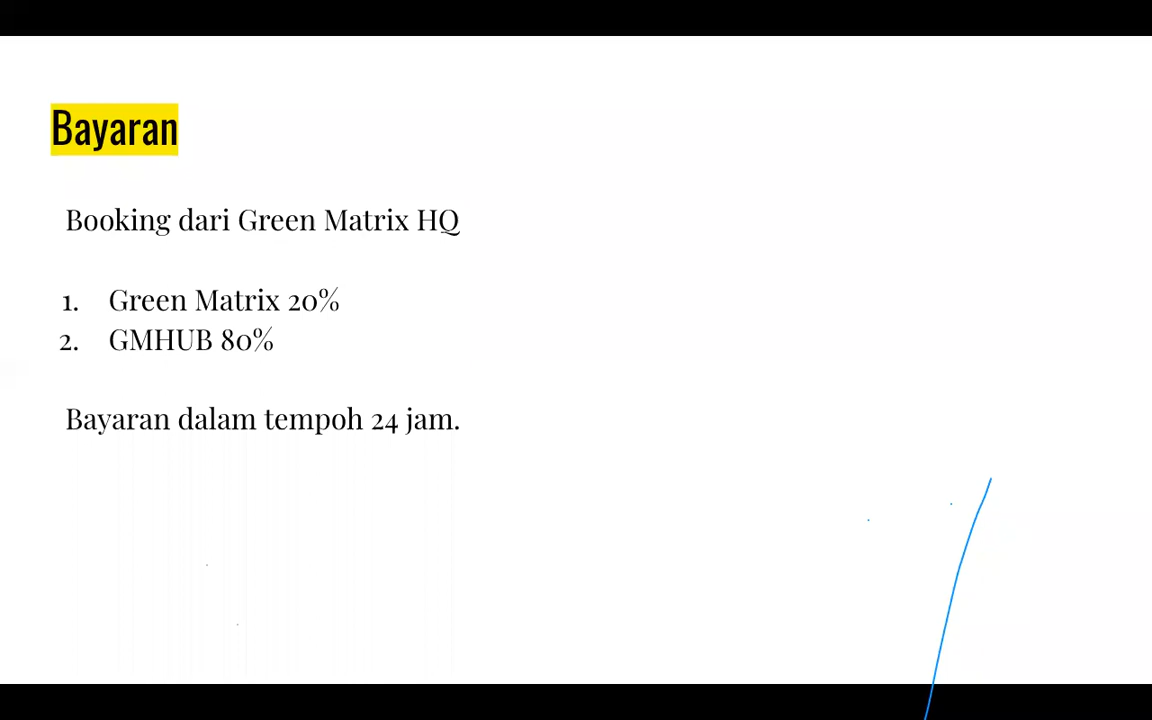 Bayaran
Booking dari Green Matrix HQ
1. Green Matrix 20%
2. GMHUB 80%
Bayaran dalam tempoh 24 jam.